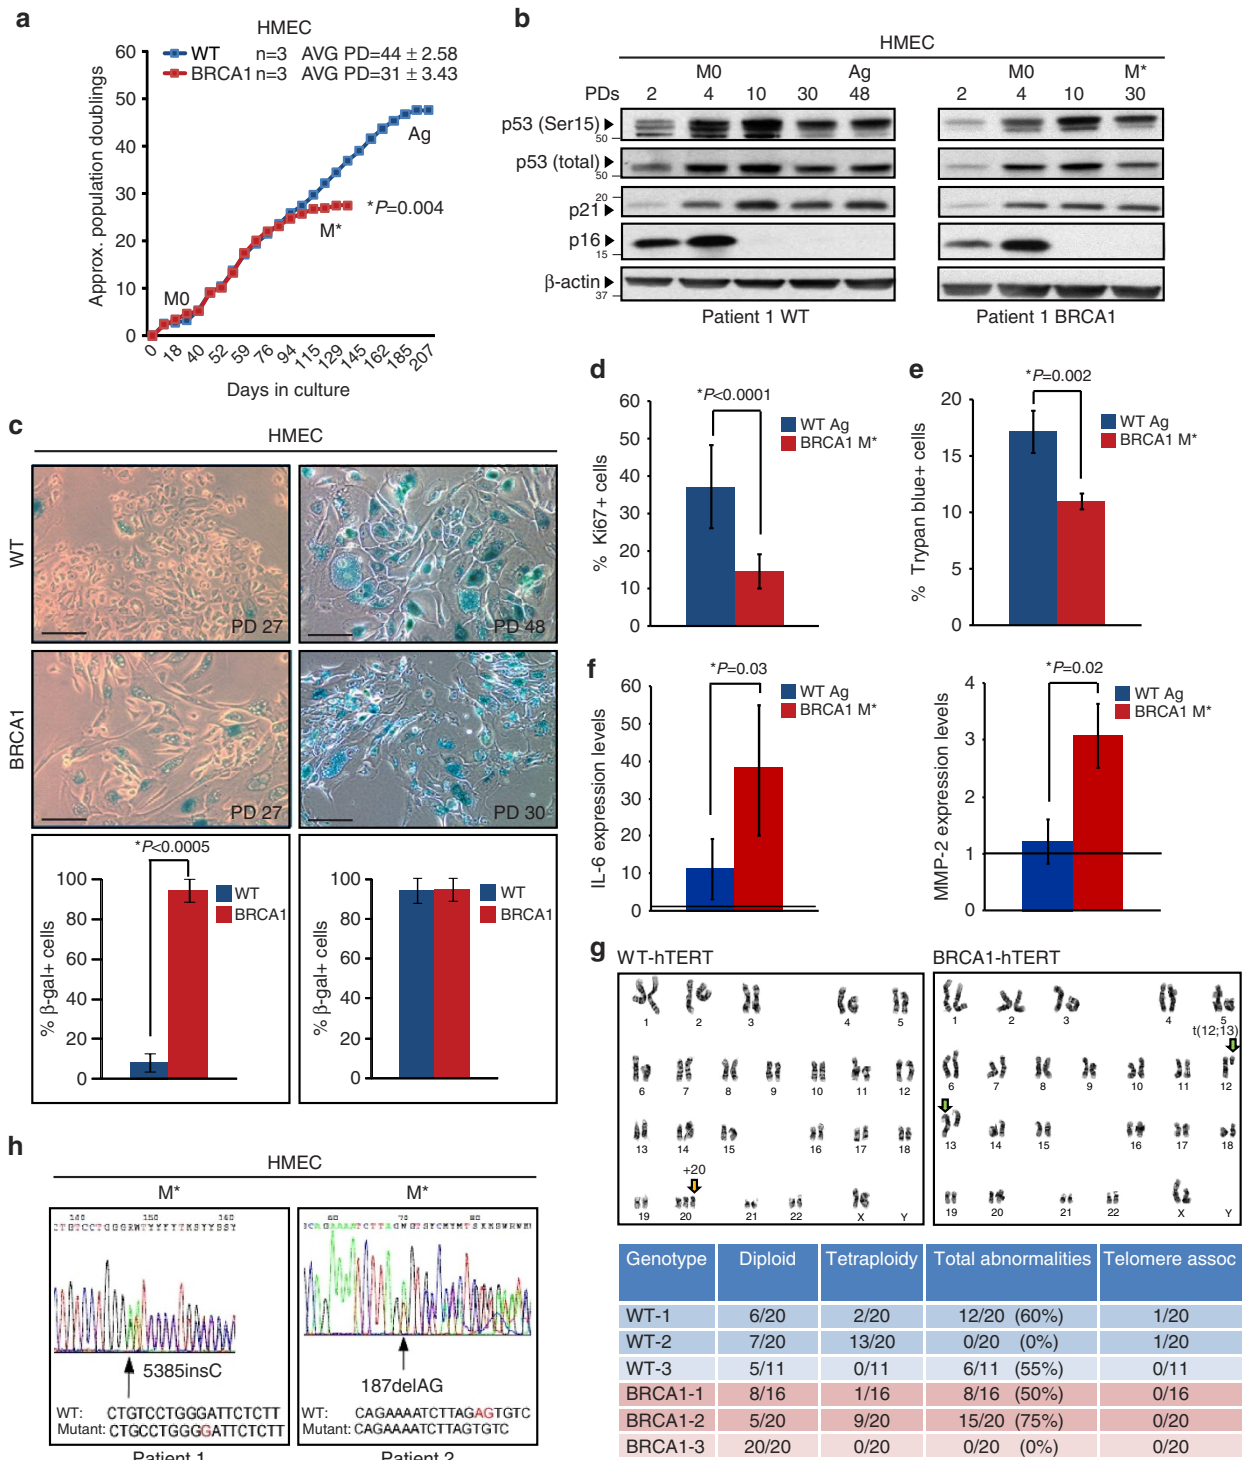 a
HMEC
WT n=3 AVG PD=44 ± 2.58
BRCA1 n=3 AVG PD=31 ± 3.43
Approx. population doublings
60
50
40
30
20
10
0
Ag
*P=0.004
M*
M0
0 18 40 52 59 76 94 115 129 145 162 185 207
Days in culture
b
HMEC
M0 Ag M0 M*
PDs 2 4 10 30 48 2 4 10 30
p53 (Ser15)
50
p53 (total)
50
20
p21
p16
15
β-actin
37
Patient 1 WT Patient 1 BRCA1
c
HMEC
WT
PD 27 PD 48
BRCA1
PD 27 PD 30
*P<0.0005
% β-gal+ cells
100
80
60
40
20
0
WT
BRCA1
% β-gal+ cells
100
80
60
40
20
0
WT
BRCA1
d
*P<0.0001
% Ki67+ cells
60
50
40
30
20
10
0
WT Ag
BRCA1 M*
e
*P=0.002
% Trypan blue+ cells
20
15
10
5
0
WT Ag
BRCA1 M*
f
*P=0.03
IL-6 expression levels
60
50
40
30
20
10
0
WT Ag
BRCA1 M*
*P=0.02
MMP-2 expression levels
4
3
2
1
0
WT Ag
BRCA1 M*
g
WT-hTERT
1 2 3 4 5
6 7 8 9 10 11 12
13 14 15 16 17 18
+20
19 20 21 22 X Y
BRCA1-hTERT
1 2 3 4 5
t(12;13)
6 7 8 9 10 11 12
13 14 15 16 17 18
19 20 21 22 X Y
Genotype Diploid Tetraploidy Total abnormalities Telomere assoc
WT-1 6/20 2/20 12/20 (60%) 1/20
WT-2 7/20 13/20 0/20 (0%) 1/20
WT-3 5/11 0/11 6/11 (55%) 0/11
BRCA1-1 8/16 1/16 8/16 (50%) 0/16
BRCA1-2 5/20 9/20 15/20 (75%) 0/20
BRCA1-3 20/20 0/20 0/20 (0%) 0/20
h
HMEC
M* M*
140 150 160
5385insC
WT: CTGTCCTGGGATTCTCTT
Mutant: CTGCCTGGGGATTCTCTT
Patient 1
60 70 80
187delAG
WT: CAGAAAATCTTAGAGTGTC
Mutant: CAGAAAATCTTAGTGTC
Patient 2